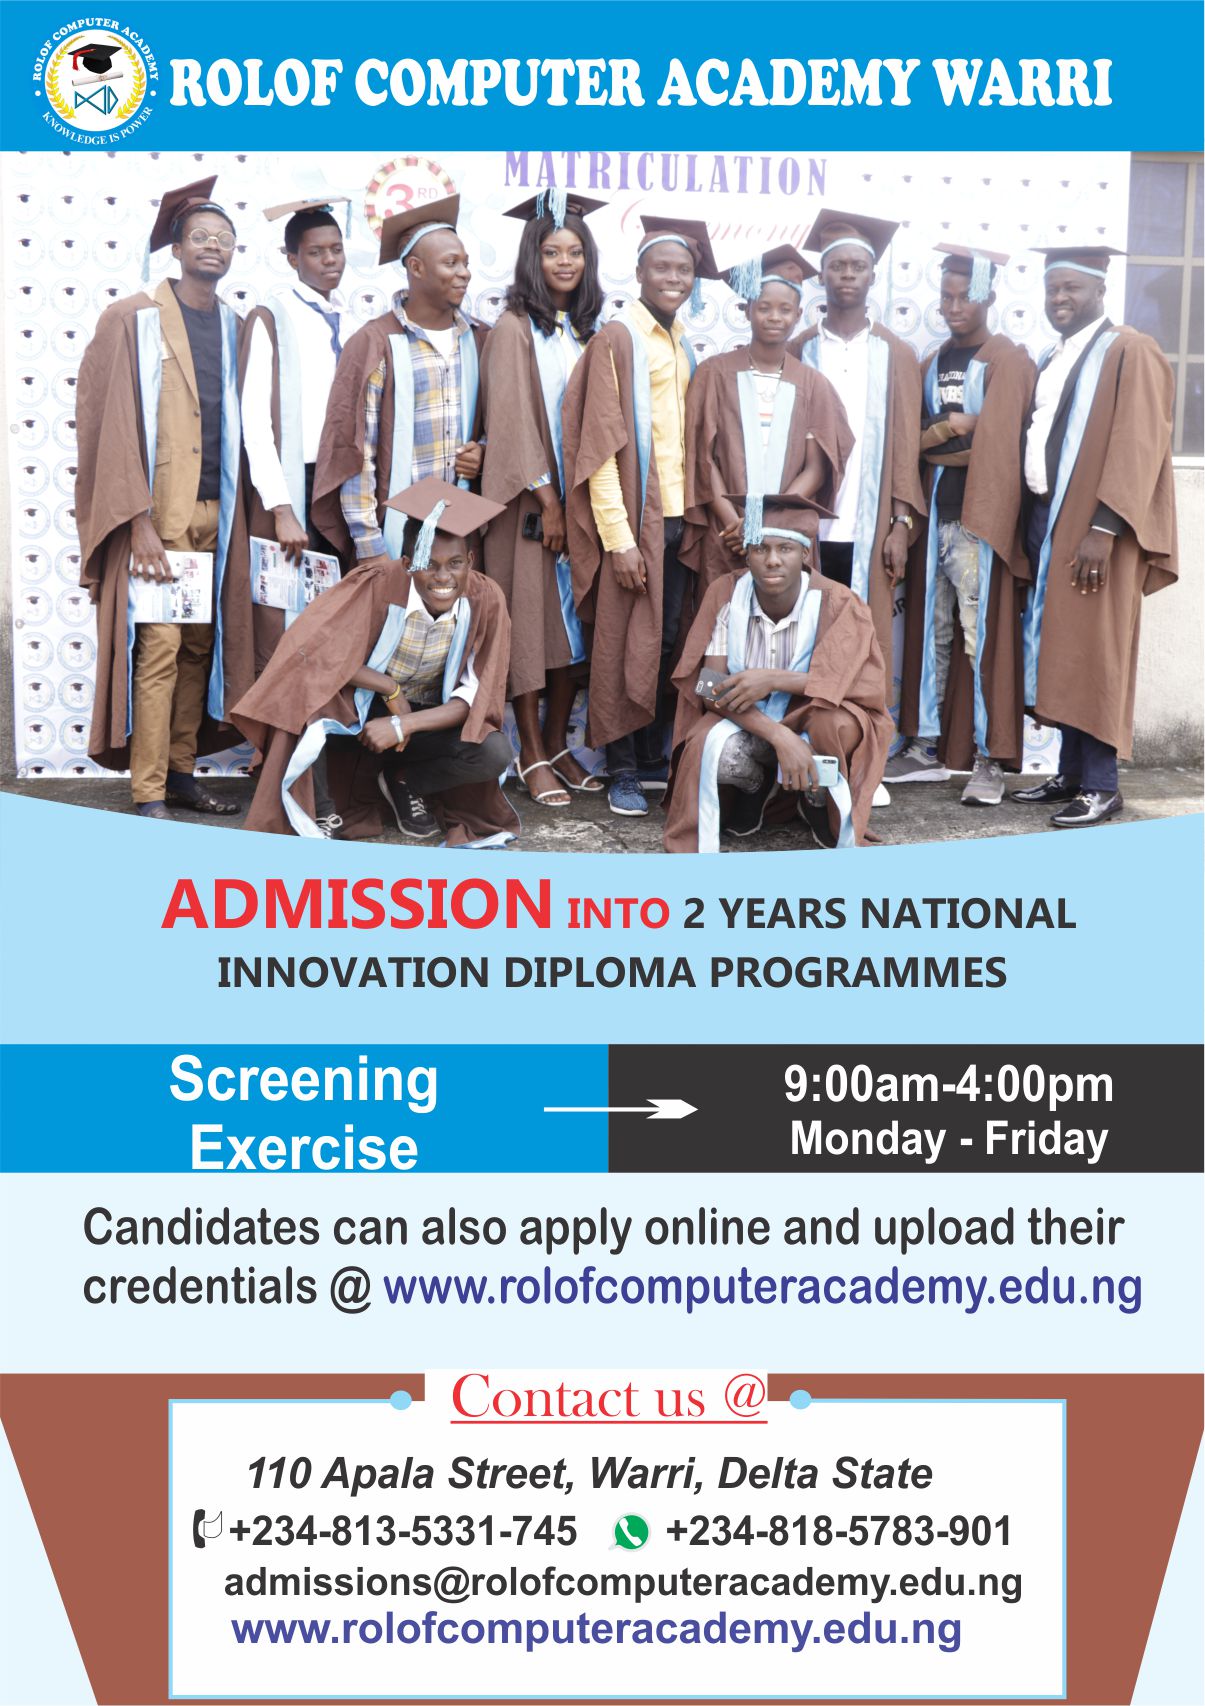 ROLOF COMPUTER ACADEMY
KNOWLEDGE IS POWER
ROLOF COMPUTER ACADEMY WARRI
MATRICULATION
3RD
ADMISSION INTO 2 YEARS NATIONAL
INNOVATION DIPLOMA PROGRAMMES
Screening
Exercise
9:00am-4:00pm
Monday - Friday
Candidates can also apply online and upload their
credentials @ www.rolofcomputeracademy.edu.ng
Contact us @
110 Apala Street, Warri, Delta State
+234-813-5331-745 +234-818-5783-901
admissions@rolofcomputeracademy.edu.ng
www.rolofcomputeracademy.edu.ng